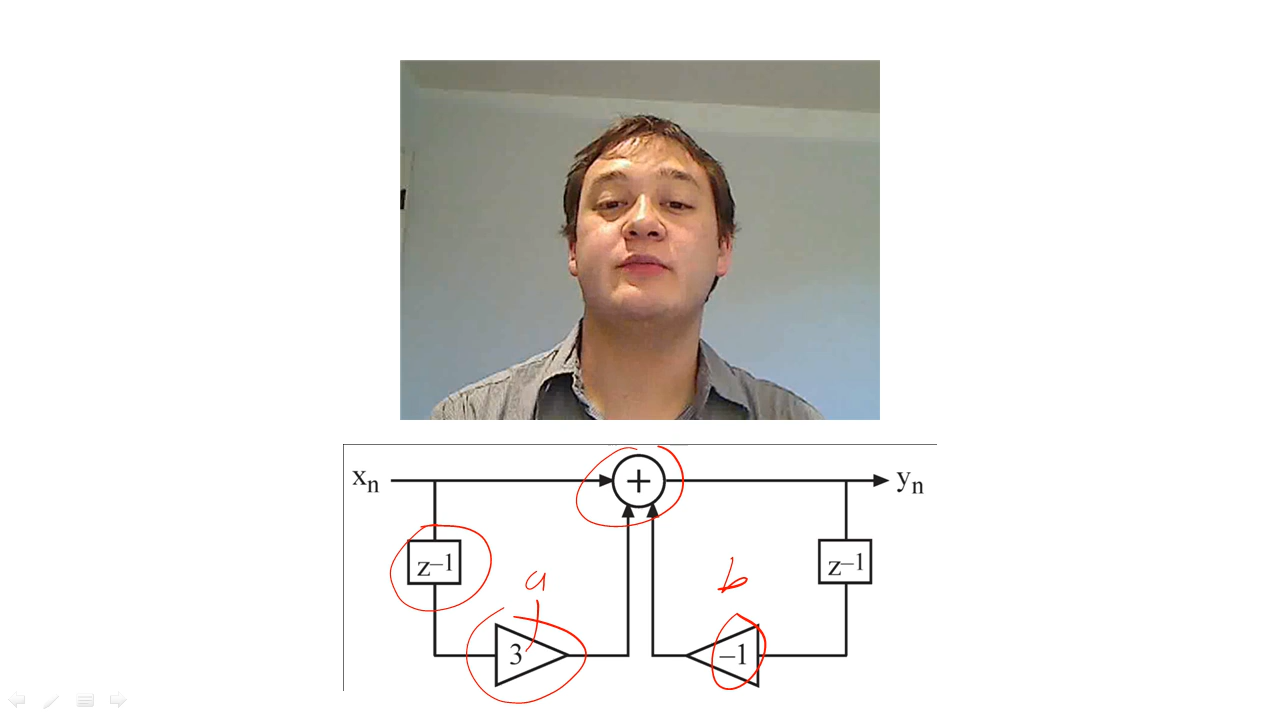 xₙ + yₙ
z⁻¹ z⁻¹
a b
3 –1